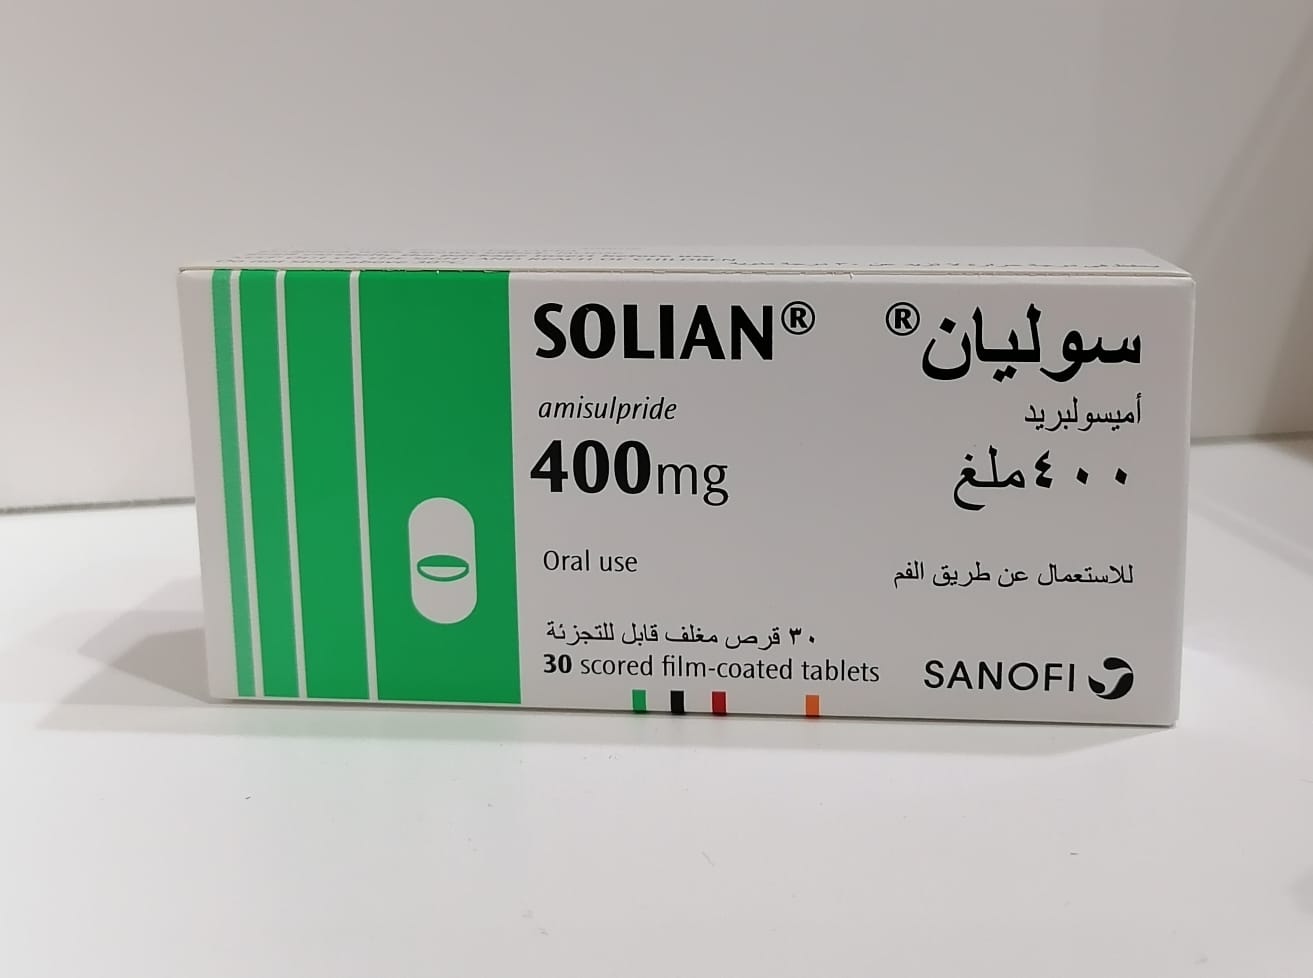 SOLIAN®
سوليان®
amisulpride
أميسولبريد
400mg
٤٠٠ملغ
Oral use
للاستعمال عن طريق الفم
٣٠ قرص مغلف قابل للتجزئة
30 scored film-coated tablets
SANOFI